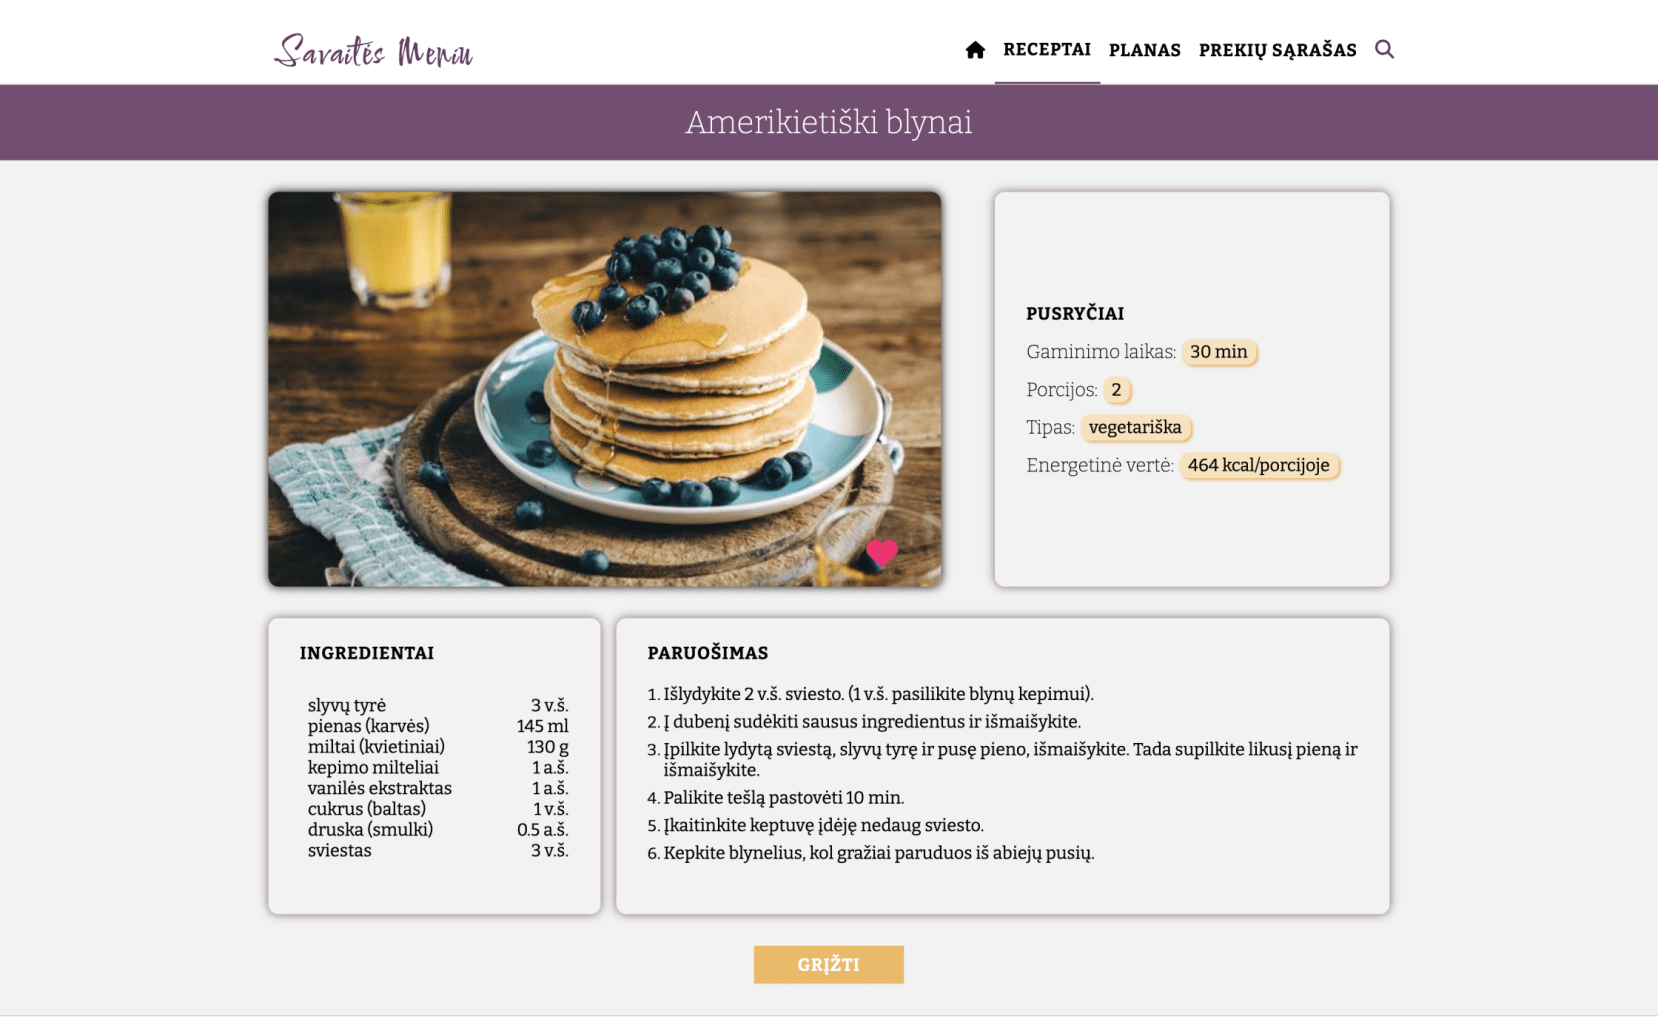 Savaitės Meniu
RECEPTAI PLANAS PREKIŲ SĄRAŠAS
Amerikietiški blynai
PUSRYČIAI
Gaminimo laikas: 30 min
Porcijos: 2
Tipas: vegetariška
Energetinė vertė: 464 kcal/porcijoje
INGREDIENTAI
slyvų tyrė 3 v.š.
pienas (karvės) 145 ml
miltai (kvietiniai) 130 g
kepimo milteliai 1 a.š.
vanilės ekstraktas 1 a.š.
cukrus (baltas) 1 v.š.
druska (smulki) 0.5 a.š.
sviestas 3 v.š.
PARUOŠIMAS
1. Išlydykite 2 v.š. sviesto. (1 v.š. pasilikite blynų kepimui).
2. Į dubenį sudėkiti sausus ingredientus ir išmaišykite.
3. Įpilkite lydytą sviestą, slyvų tyrę ir pusę pieno, išmaišykite. Tada supilkite likusį pieną ir
išmaišykite.
4. Palikite tešlą pastovėti 10 min.
5. Įkaitinkite keptuvę įdėję nedaug sviesto.
6. Kepkite blynelius, kol gražiai paruduos iš abiejų pusių.
GRĮŽTI